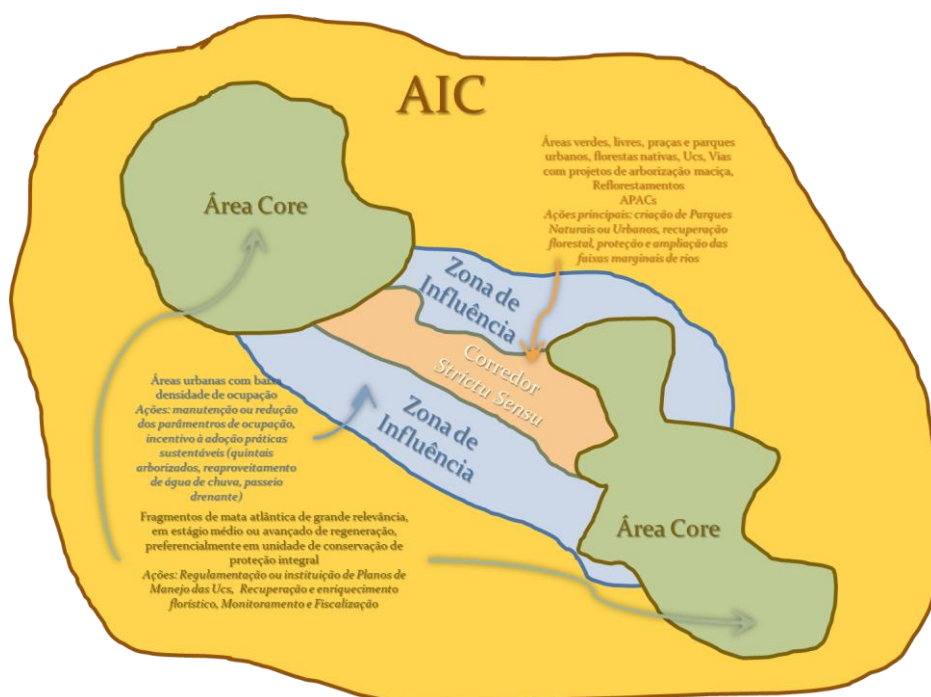 AIC
Áreas verdes, livres, praças e parques
urbanos, florestas nativas, Ucs, Vias
com projetos de arborização maciça,
Reflorestamentos
APACs
Ações principais: criação de Parques
Naturais ou Urbanos, recuperação
florestal, proteção e ampliação das
faixas marginais de rios
Área Core
Zona de
Influência
Corredor
Strictu Sensu
Zona de
Influência
Área Core
Áreas urbanas com baixa
densidade de ocupação
Ações: manutenção ou redução
dos parâmentros de ocupação,
incentivo à adoção práticas
sustentáveis (quintais
arborizados, reaproveitamento
de água de chuva, passeio
drenante)
Fragmentos de mata atlântica de grande relevância,
em estágio médio ou avançado de regeneração,
preferencialmente em unidade de conservação de
proteção integral
Ações: Regulamentação ou instituição de Planos de
Manejo das Ucs, Recuperação e enriquecimento
florístico, Monitoramento e Fiscalização